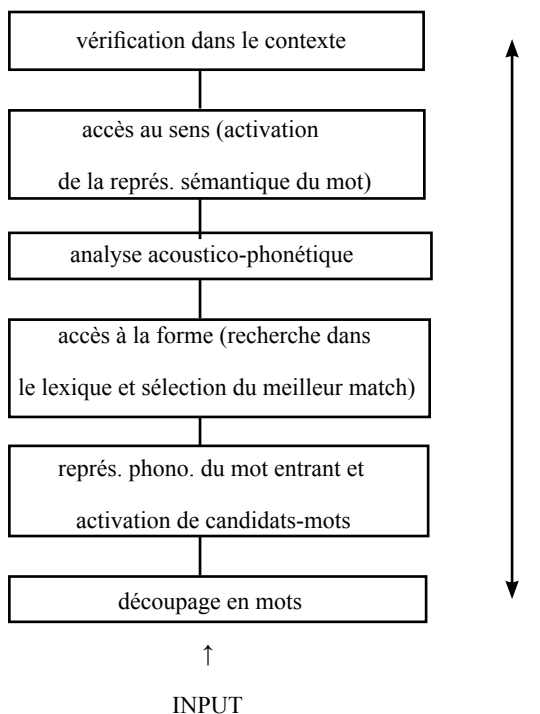 vérification dans le contexte
accès au sens (activation
de la représ. sémantique du mot)
analyse acoustico-phonétique
accès à la forme (recherche dans
le lexique et sélection du meilleur match)
représ. phono. du mot entrant et
activation de candidats-mots
découpage en mots
↑
INPUT